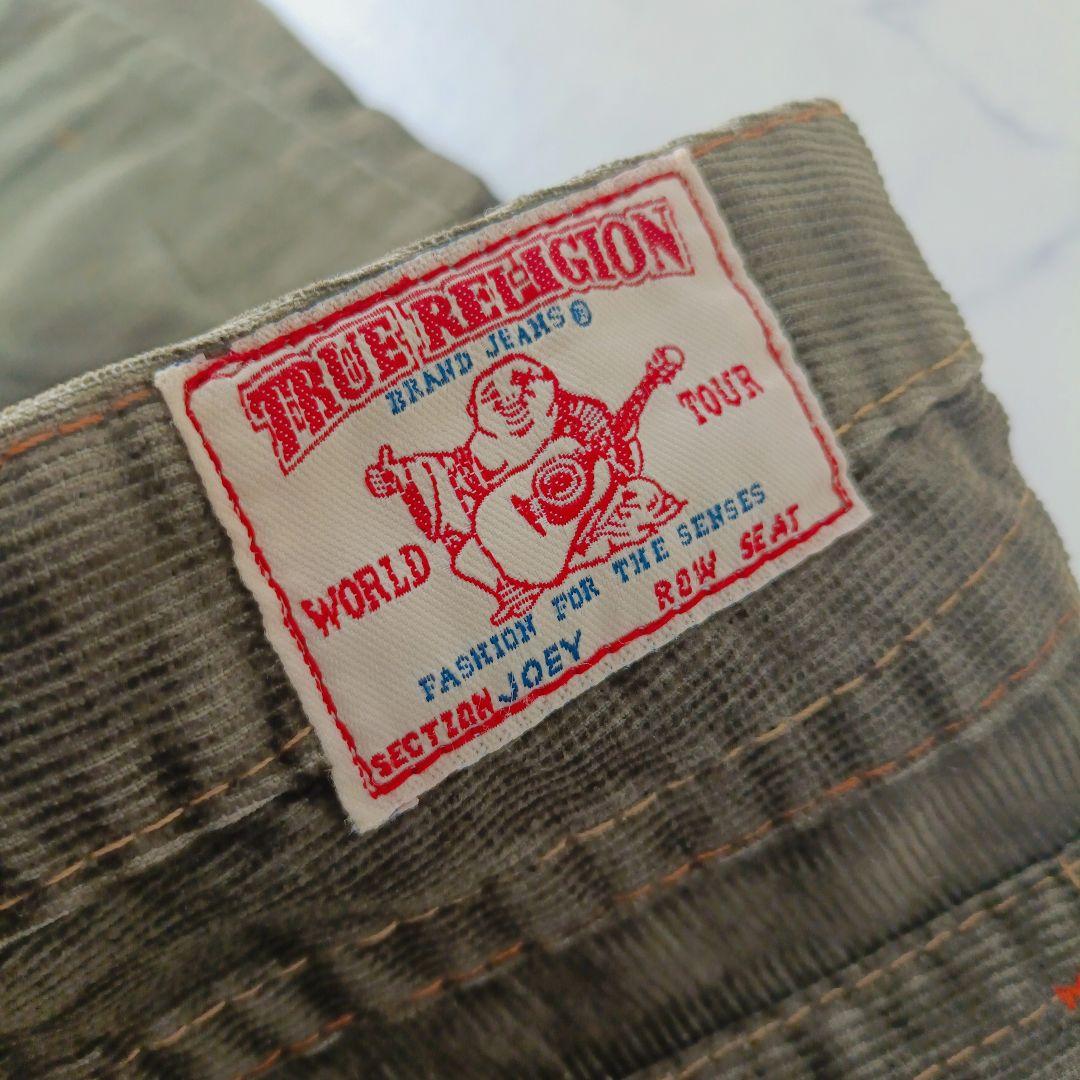 TRUE RELIGION
BRAND JEANS®
WORLD TOUR
FASHION FOR THE SENSES
SECTION JOEY ROW SEAT